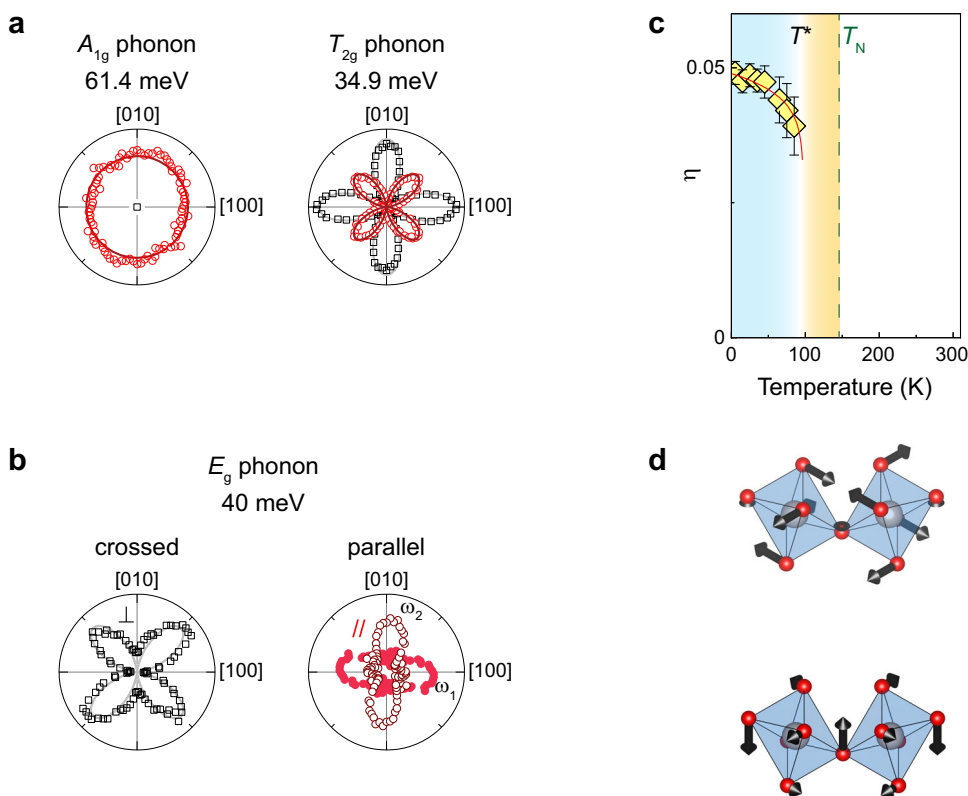 a
A1g phonon
61.4 meV
[010]
[100]
T2g phonon
34.9 meV
[010]
[100]
b
Eg phonon
40 meV
crossed
[010]
⊥
[100]
parallel
[010]
//
ω2
ω1
[100]
c
T* TN
0.05
η
0
0 100 200 300
Temperature (K)
d